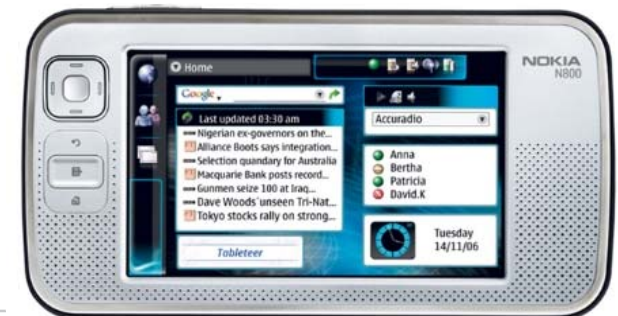 NOKIA
N800
Home
Google
Last updated 03:30 am
Nigerian ex-governors on the...
Alliance Boots says integration...
Selection quandary for Australia
Macquarie Bank posts record...
Gunmen seize 100 at Iraq...
Dave Woods`unseen Tri-Nat...
Tokyo stocks rally on strong...
Tableteer
Accuradio
Anna
Bertha
Patricia
David.K
Tuesday
14/11/06